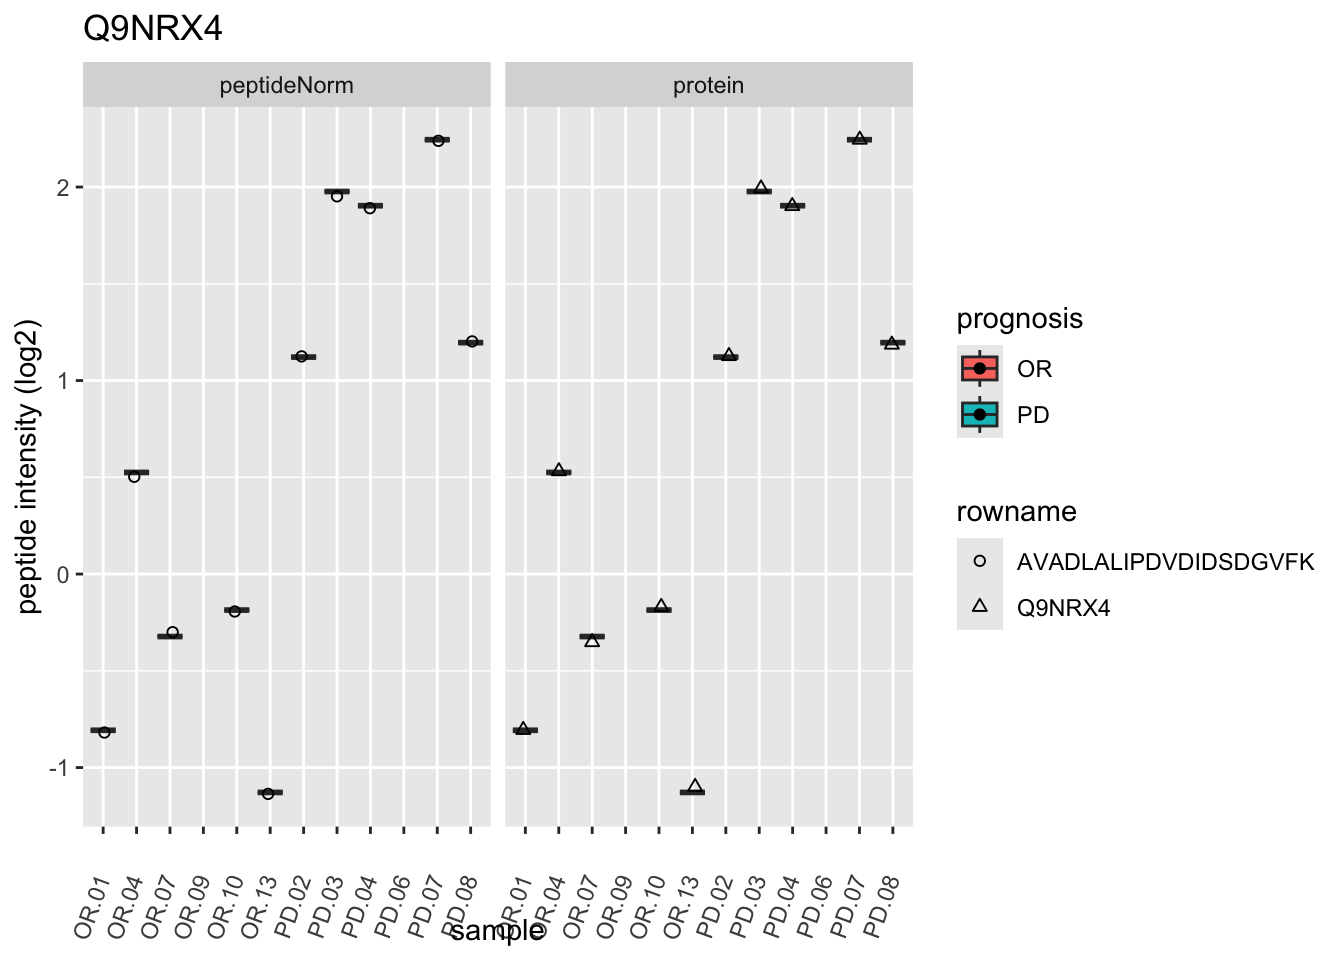 Q9NRX4
peptideNorm
protein
peptide intensity (log2)
2
1
0
-1
OR.01
OR.04
OR.07
OR.09
OR.10
OR.13
PD.02
PD.03
PD.04
PD.06
PD.07
PD.08
OR.01
OR.04
OR.07
OR.09
OR.10
OR.13
PD.02
PD.03
PD.04
PD.06
PD.07
PD.08
sample
prognosis
OR
PD
rowname
AVADLALIPDVDIDSDGVFK
Q9NRX4